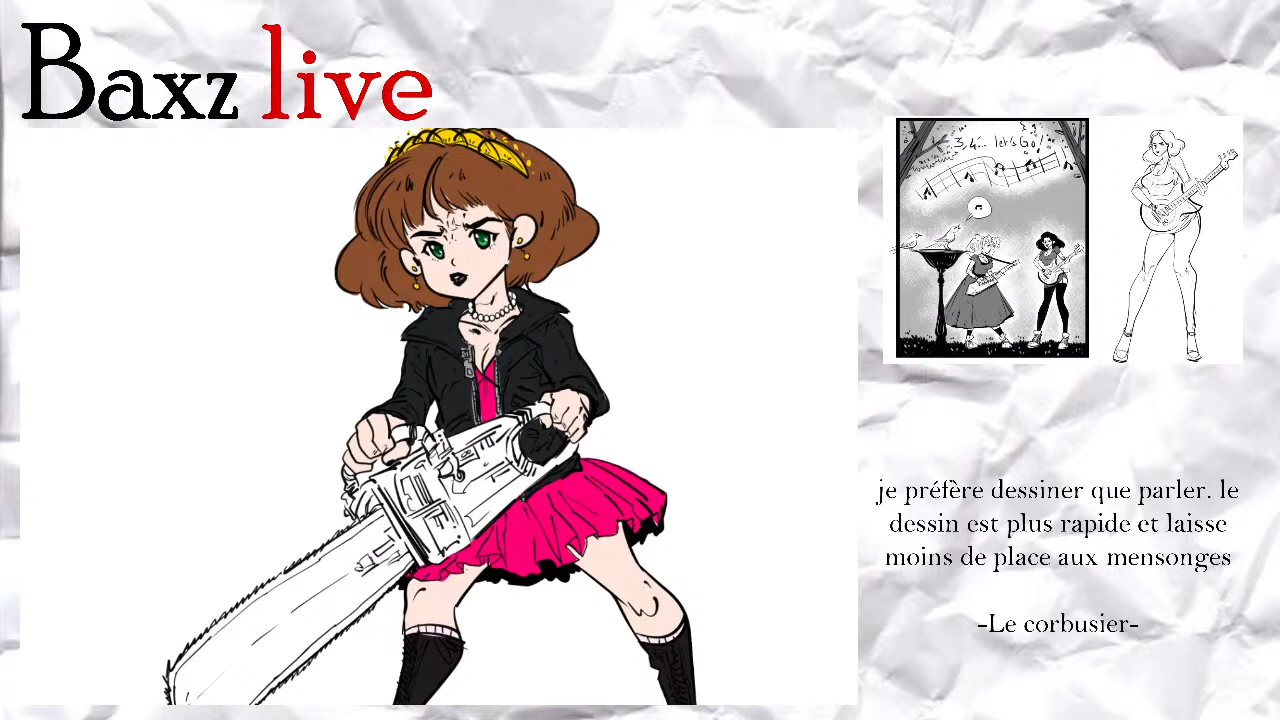 Baxz live
3,4... let's Go!
je préfère dessiner que parler. le
dessin est plus rapide et laisse
moins de place aux mensonges
-Le corbusier-